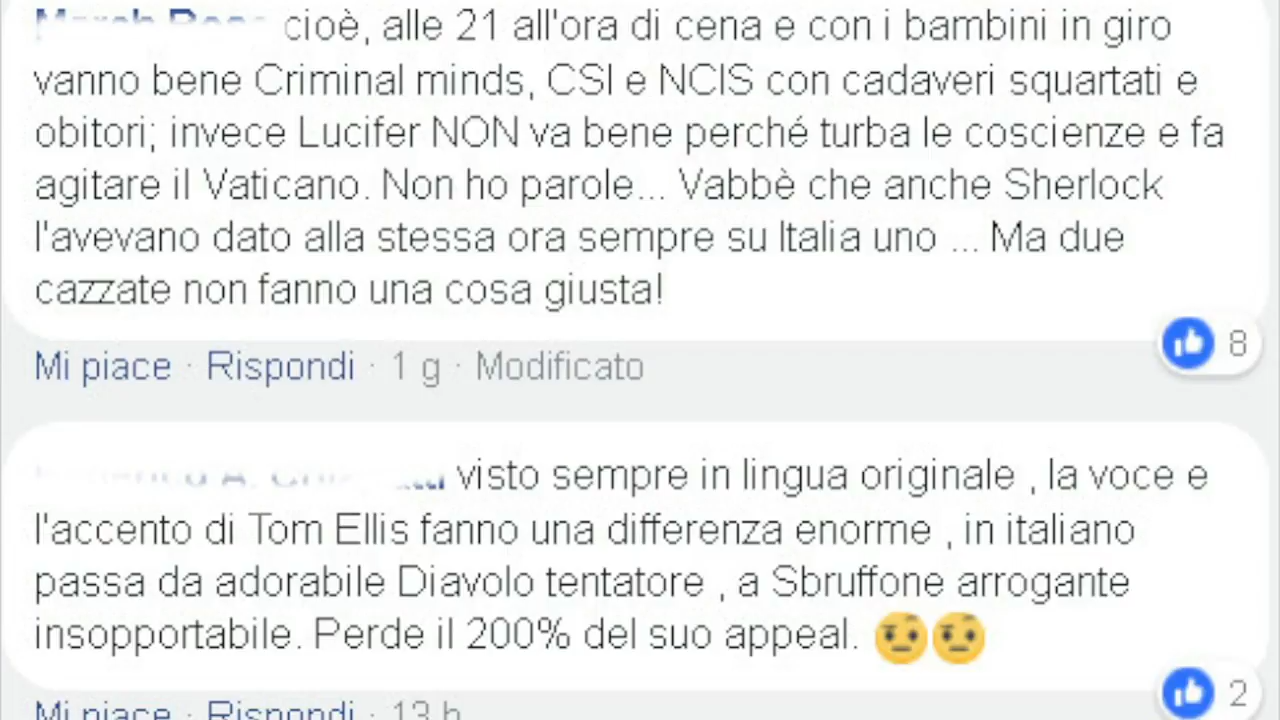 cioè, alle 21 all'ora di cena e con i bambini in giro
vanno bene Criminal minds, CSI e NCIS con cadaveri squartati e
obitori; invece Lucifer NON va bene perché turba le coscienze e fa
agitare il Vaticano. Non ho parole... Vabbè che anche Sherlock
l'avevano dato alla stessa ora sempre su Italia uno ... Ma due
cazzate non fanno una cosa giusta!
8
Mi piace · Rispondi · 1 g · Modificato
visto sempre in lingua originale , la voce e
l'accento di Tom Ellis fanno una differenza enorme , in italiano
passa da adorabile Diavolo tentatore , a Sbruffone arrogante
insopportabile. Perde il 200% del suo appeal. 🤨🤨
2
Mi piace · Rispondi · 13 h